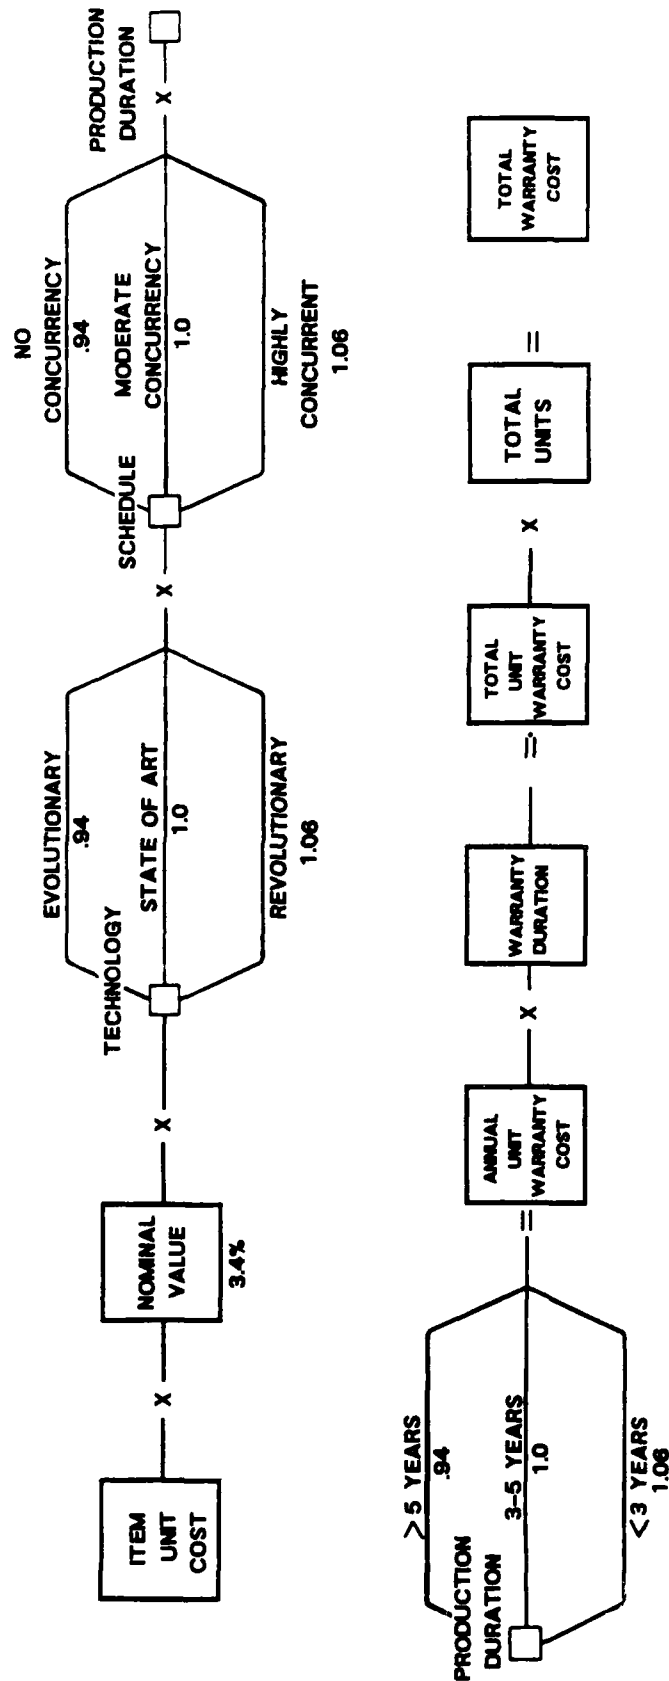 ITEM
UNIT
COST
X
NOMINAL
VALUE
3.4%
X
TECHNOLOGY
EVOLUTIONARY
.94
STATE OF ART
1.0
REVOLUTIONARY
1.06
X
SCHEDULE
NO
CONCURRENCY
.94
MODERATE
CONCURRENCY
1.0
HIGHLY
CONCURRENT
1.06
X
PRODUCTION
DURATION
PRODUCTION
DURATION
>5 YEARS
.94
3-5 YEARS
1.0
<3 YEARS
1.06
=
ANNUAL
UNIT
WARRANTY
COST
X
WARRANTY
DURATION
=
TOTAL
UNIT
WARRANTY
COST
X
TOTAL
UNITS
=
TOTAL
WARRANTY
COST